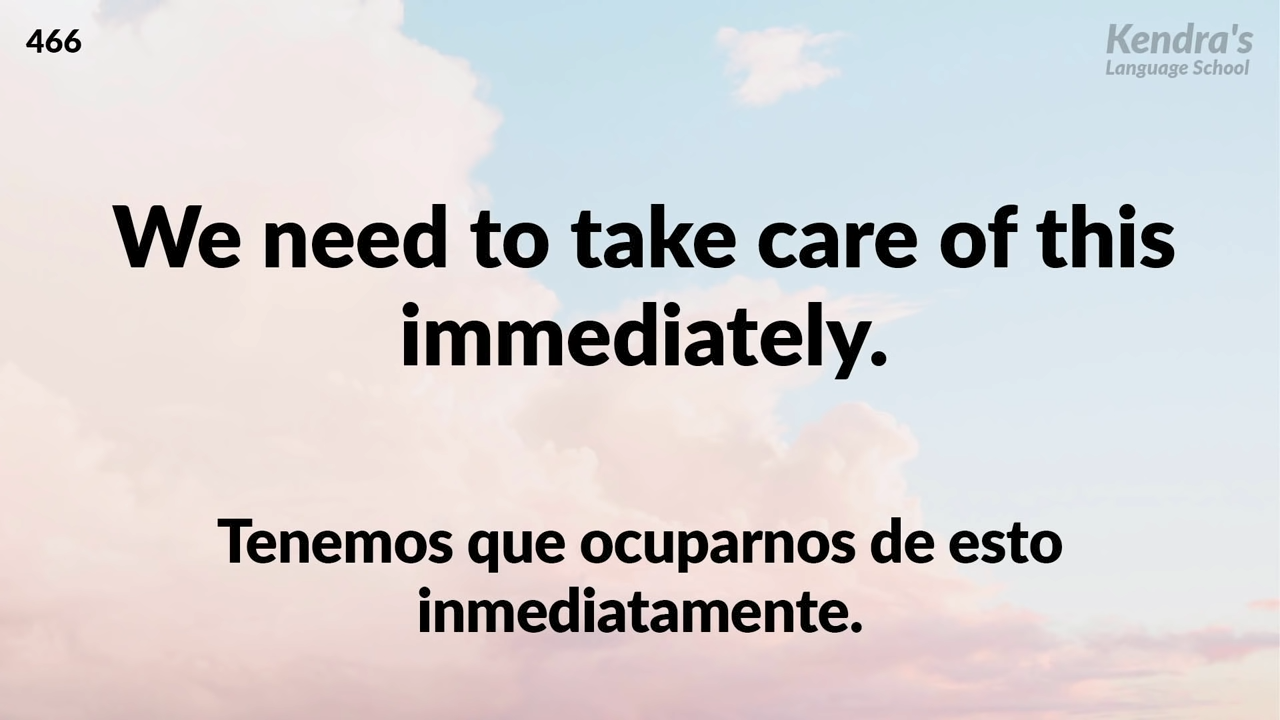 466
Kendra's
Language School
We need to take care of this
immediately.
Tenemos que ocuparnos de esto
inmediatamente.